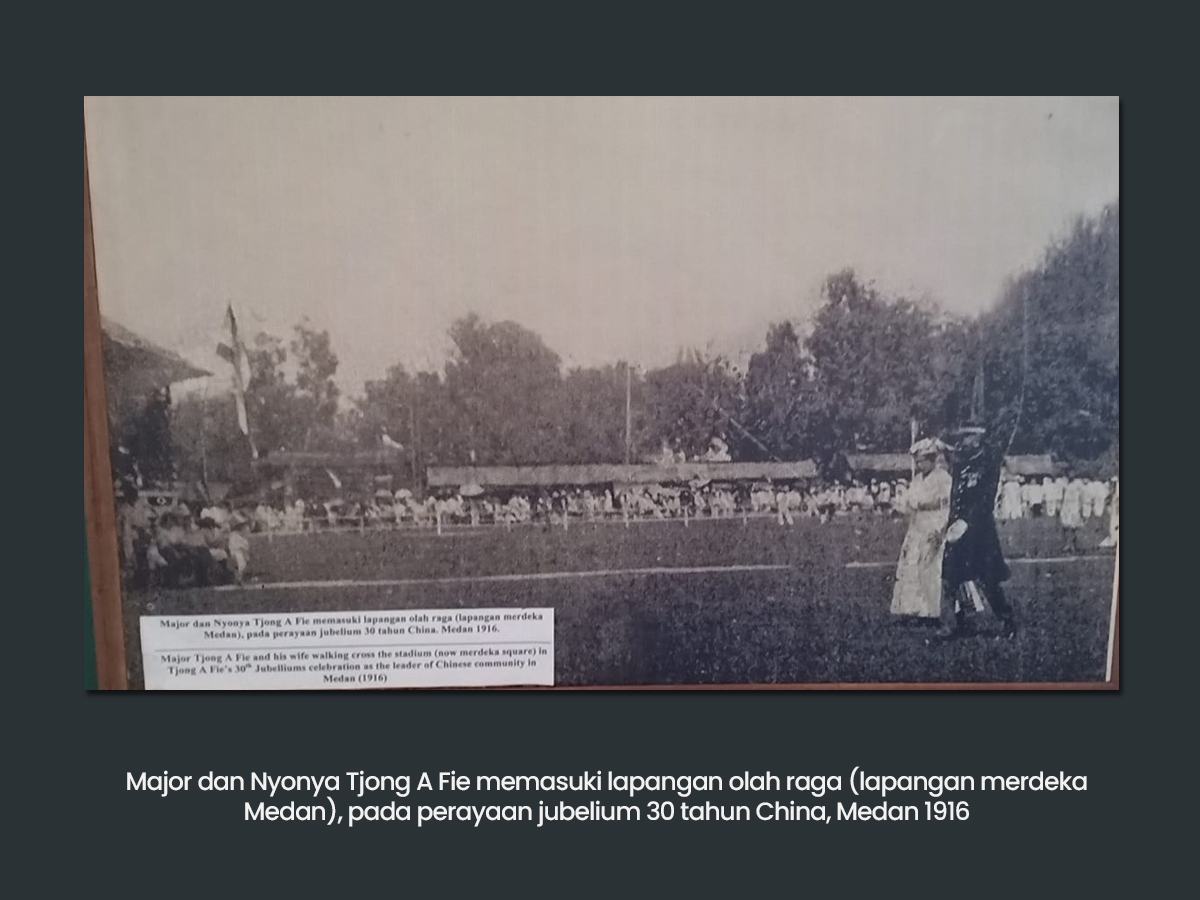 Major dan Nyonya Tjong A Fie memasuki lapangan olah raga (lapangan merdeka
Medan), pada perayaan jubelium 30 tahun China. Medan 1916.
Major Tjong A Fie and his wife walking cross the stadium (now merdeka square) in
Tjong A Fie's 30th Jubelliums celebration as the leader of Chinese community in
Medan (1916)
Major dan Nyonya Tjong A Fie memasuki lapangan olah raga (lapangan merdeka
Medan), pada perayaan jubelium 30 tahun China, Medan 1916